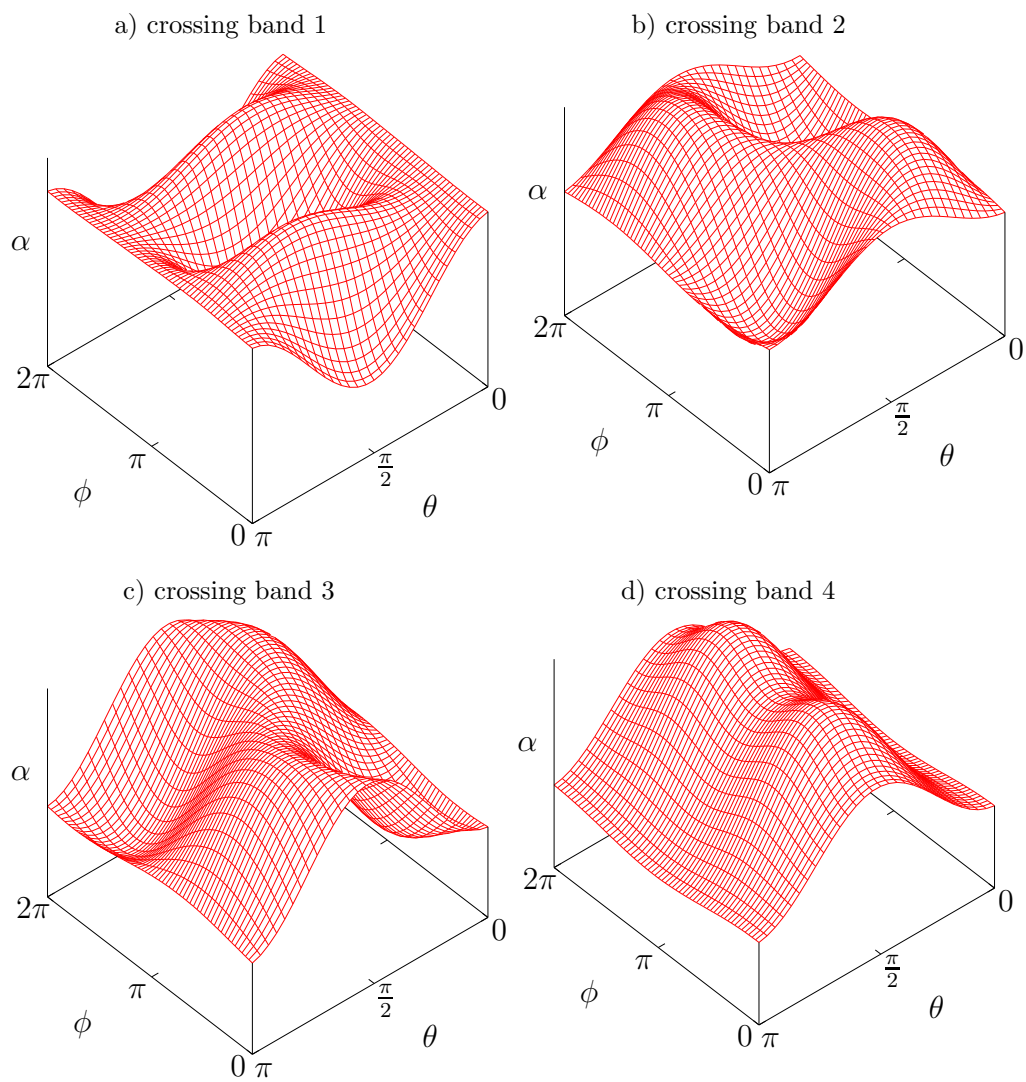 a) crossing band 1
α
2π
π
ϕ
0 π
π/2
θ
0
b) crossing band 2
α
2π
π
ϕ
0 π
π/2
θ
0
c) crossing band 3
α
2π
π
ϕ
0 π
π/2
θ
0
d) crossing band 4
α
2π
π
ϕ
0 π
π/2
θ
0